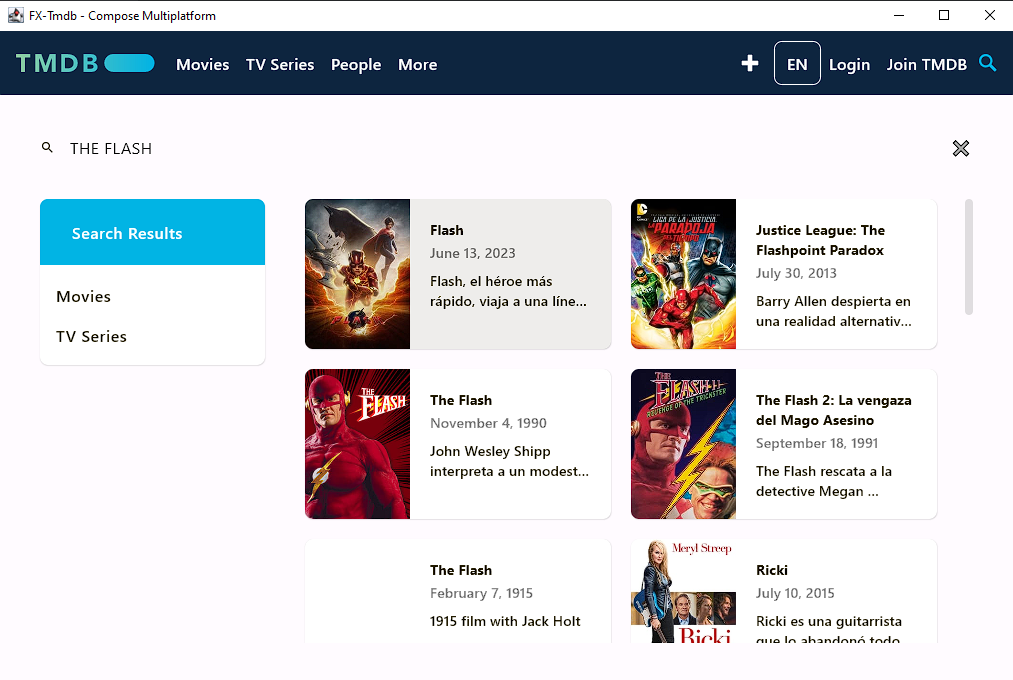 FX-Tmdb - Compose Multiplatform
TMDB
Movies
TV Series
People
More
EN
Login
Join TMDB
THE FLASH
Search Results
Movies
TV Series
Flash
June 13, 2023
Flash, el héroe más
rápido, viaja a una líne...
LIGA DE LA JUSTICIA
LA PARADOJA
DEL TIEMPO
Justice League: The
Flashpoint Paradox
July 30, 2013
Barry Allen despierta en
una realidad alternativ...
THE
FLASH
The Flash
November 4, 1990
John Wesley Shipp
interpreta a un modest...
THE
FLASH II
REVENGE OF THE TRICKSTER
The Flash 2: La vengaza
del Mago Asesino
September 18, 1991
The Flash rescata a la
detective Megan ...
The Flash
February 7, 1915
1915 film with Jack Holt
Meryl Streep
Ricki
Ricki
July 10, 2015
Ricki es una guitarrista
que lo abandonó todo